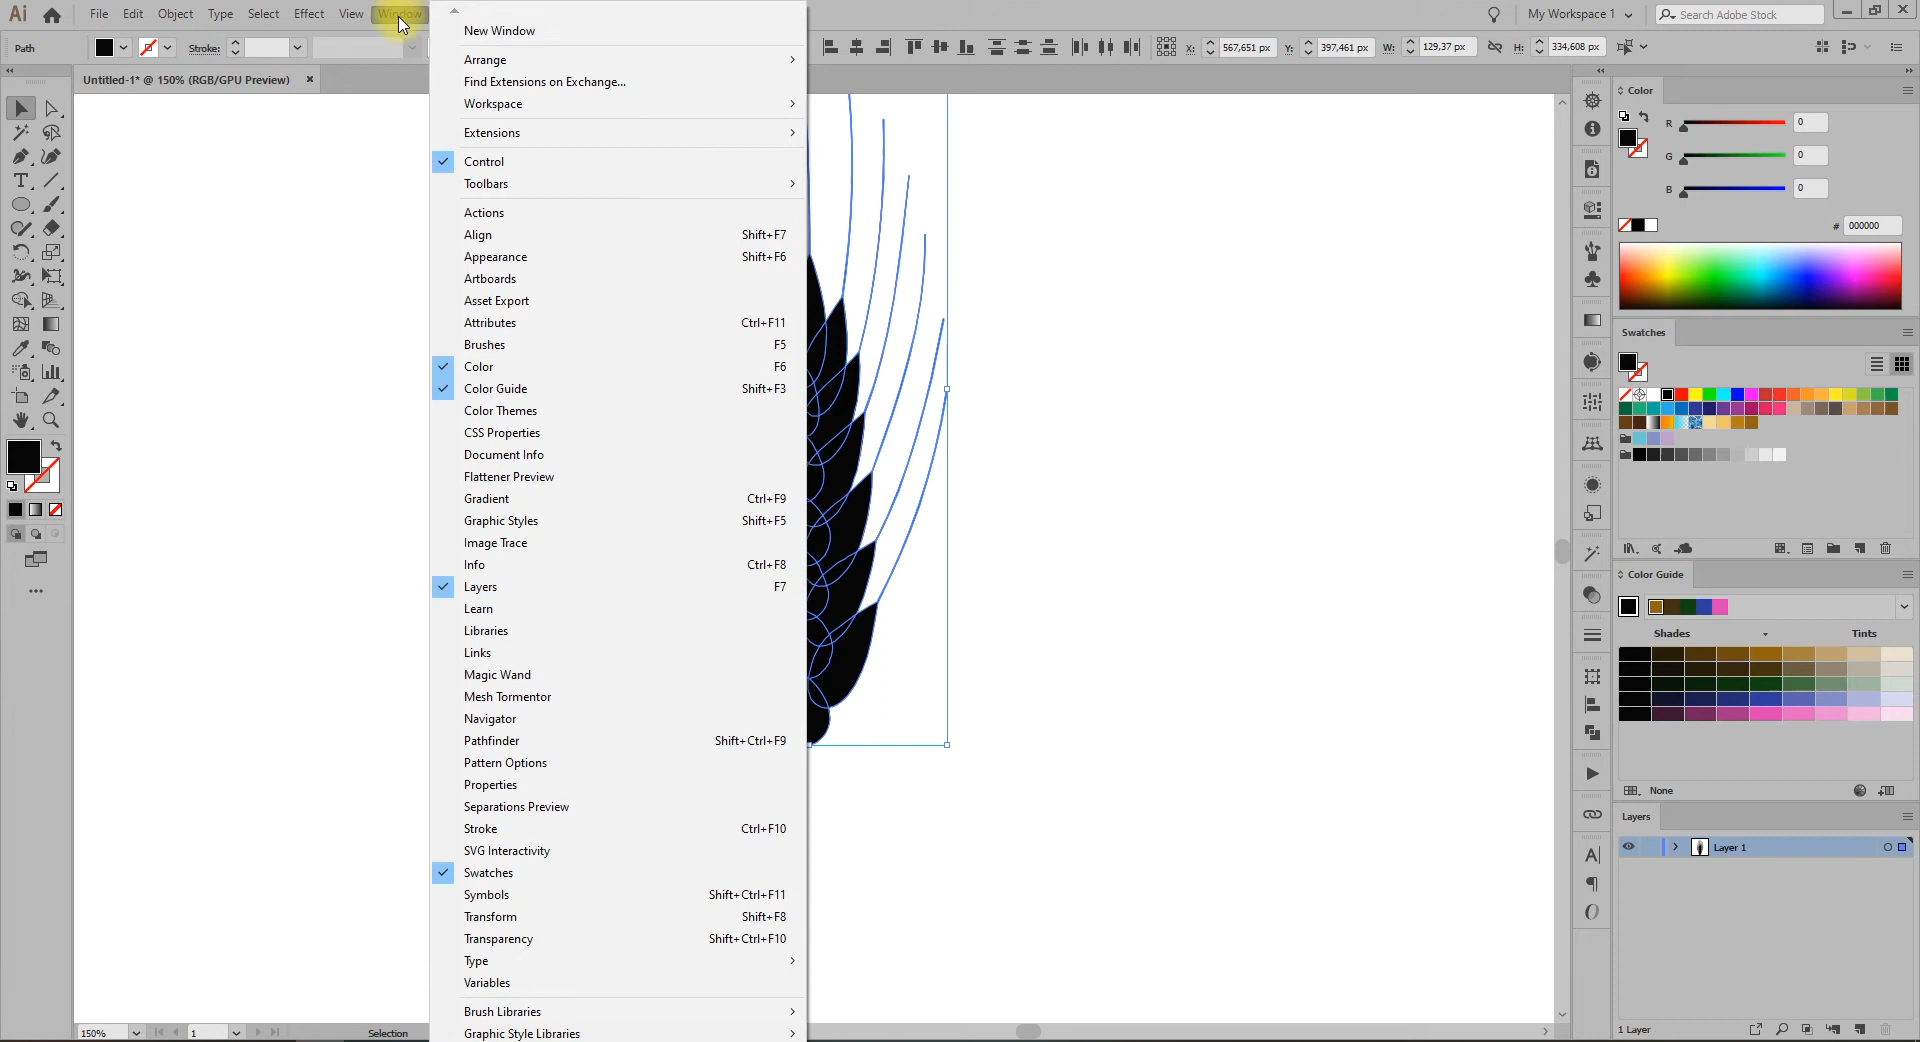 Ai File Edit Object Type Select Effect View Window My Workspace 1 Search Adobe Stock
Path Stroke: X: 567,651 px Y: 397,461 px W: 129,37 px H: 334,608 px
Untitled-1* @ 150% (RGB/GPU Preview)
New Window
Arrange
Find Extensions on Exchange...
Workspace
Extensions
Control
Toolbars
Actions
Align Shift+F7
Appearance Shift+F6
Artboards
Asset Export
Attributes Ctrl+F11
Brushes F5
Color F6
Color Guide Shift+F3
Color Themes
CSS Properties
Document Info
Flattener Preview
Gradient Ctrl+F9
Graphic Styles Shift+F5
Image Trace
Info Ctrl+F8
Layers F7
Learn
Libraries
Links
Magic Wand
Mesh Tormentor
Navigator
Pathfinder Shift+Ctrl+F9
Pattern Options
Properties
Separations Preview
Stroke Ctrl+F10
SVG Interactivity
Swatches
Symbols Shift+Ctrl+F11
Transform Shift+F8
Transparency Shift+Ctrl+F10
Type
Variables
Brush Libraries
Graphic Style Libraries
Color
R 0
G 0
B 0
# 000000
Swatches
Color Guide
Shades Tints
None
Layers
Layer 1
1 Layer
150% 1 Selection